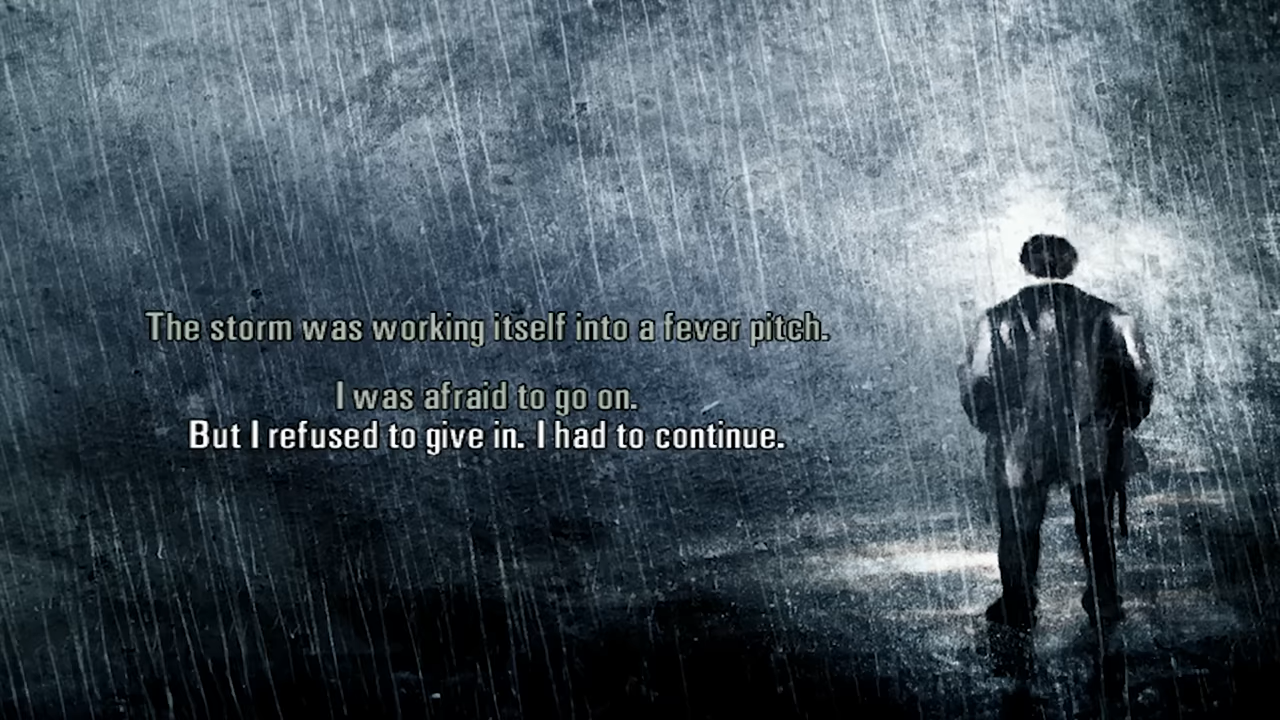 The storm was working itself into a fever pitch.
I was afraid to go on.
But I refused to give in. I had to continue.